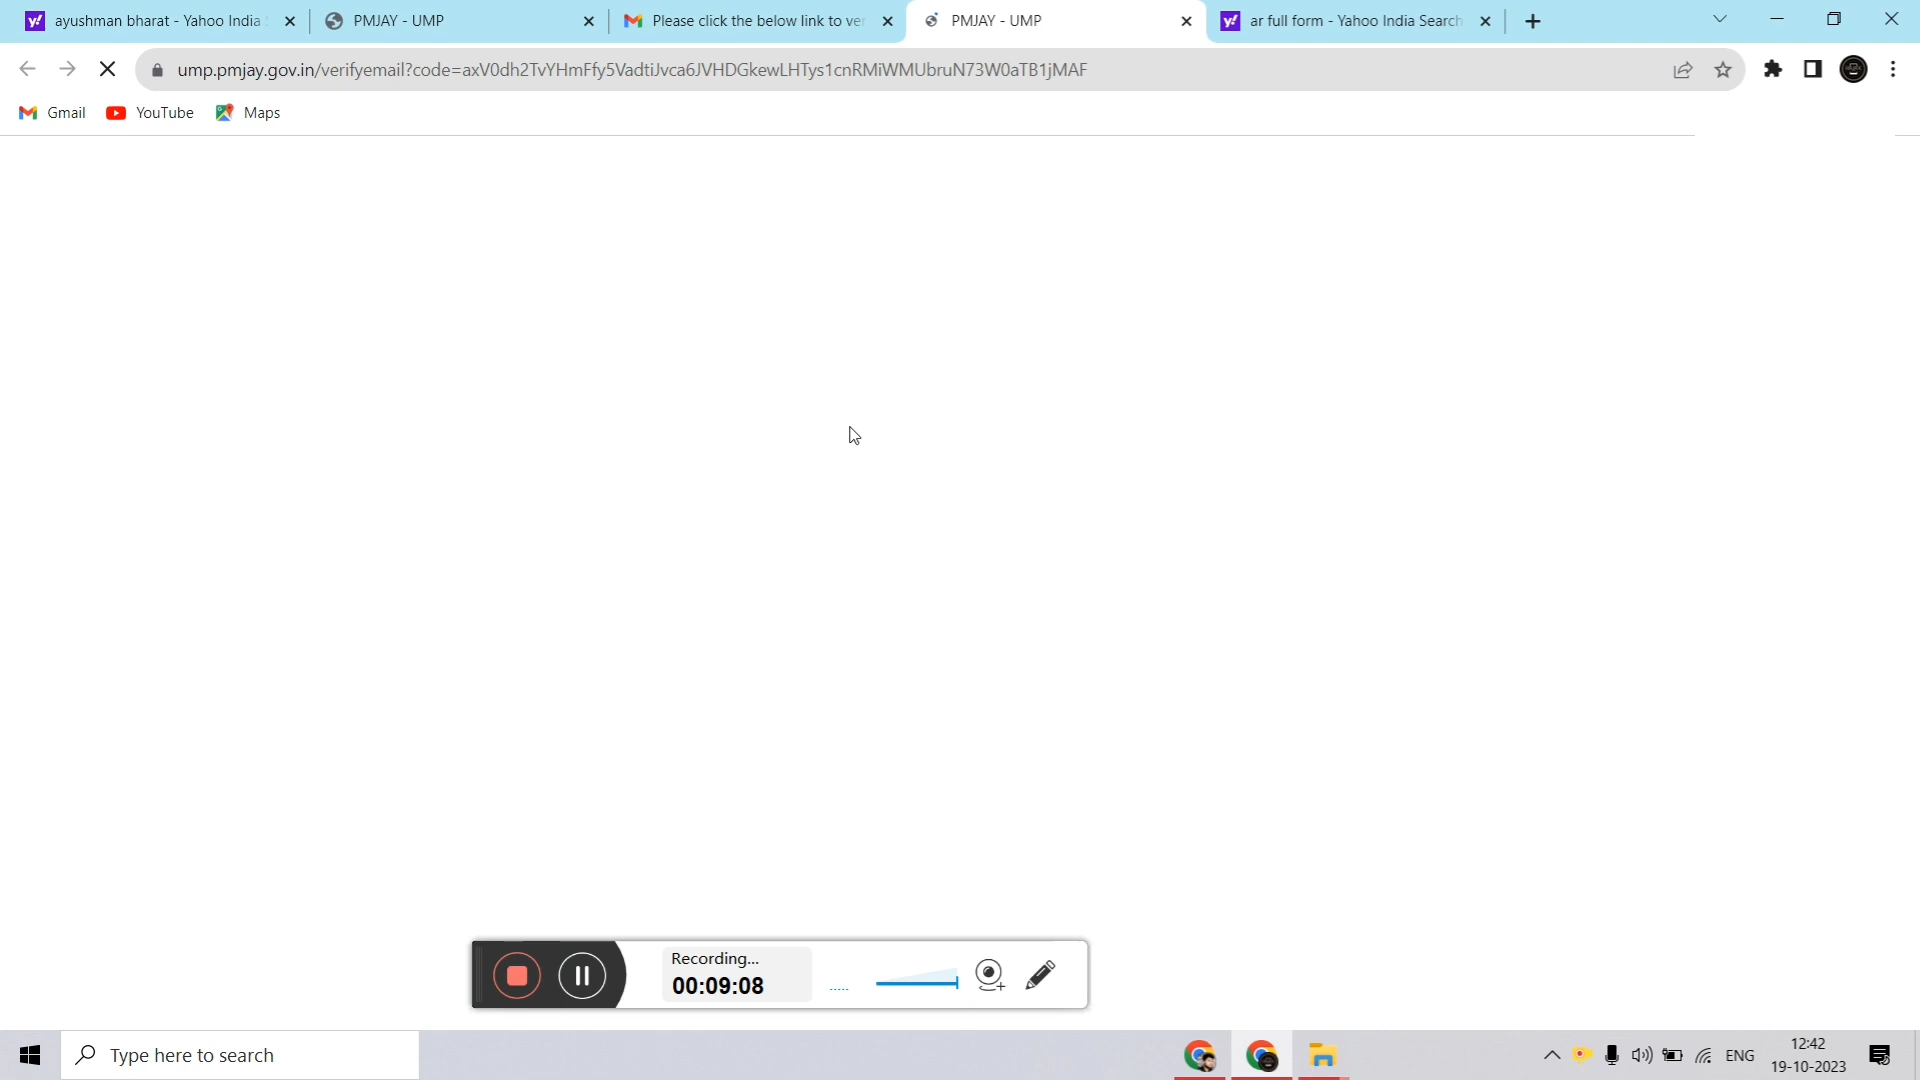 ayushman bharat - Yahoo India
PMJAY - UMP
Please click the below link to ver
PMJAY - UMP
ar full form - Yahoo India Search
ump.pmjay.gov.in/verifyemail?code=axV0dh2TvYHmFfy5VadtiJvca6JVHDGkewLHTys1cnRMiWMUbruN73W0aTB1jMAF
Gmail
YouTube
Maps
Recording...
00:09:08
Type here to search
ENG
12:42
19-10-2023